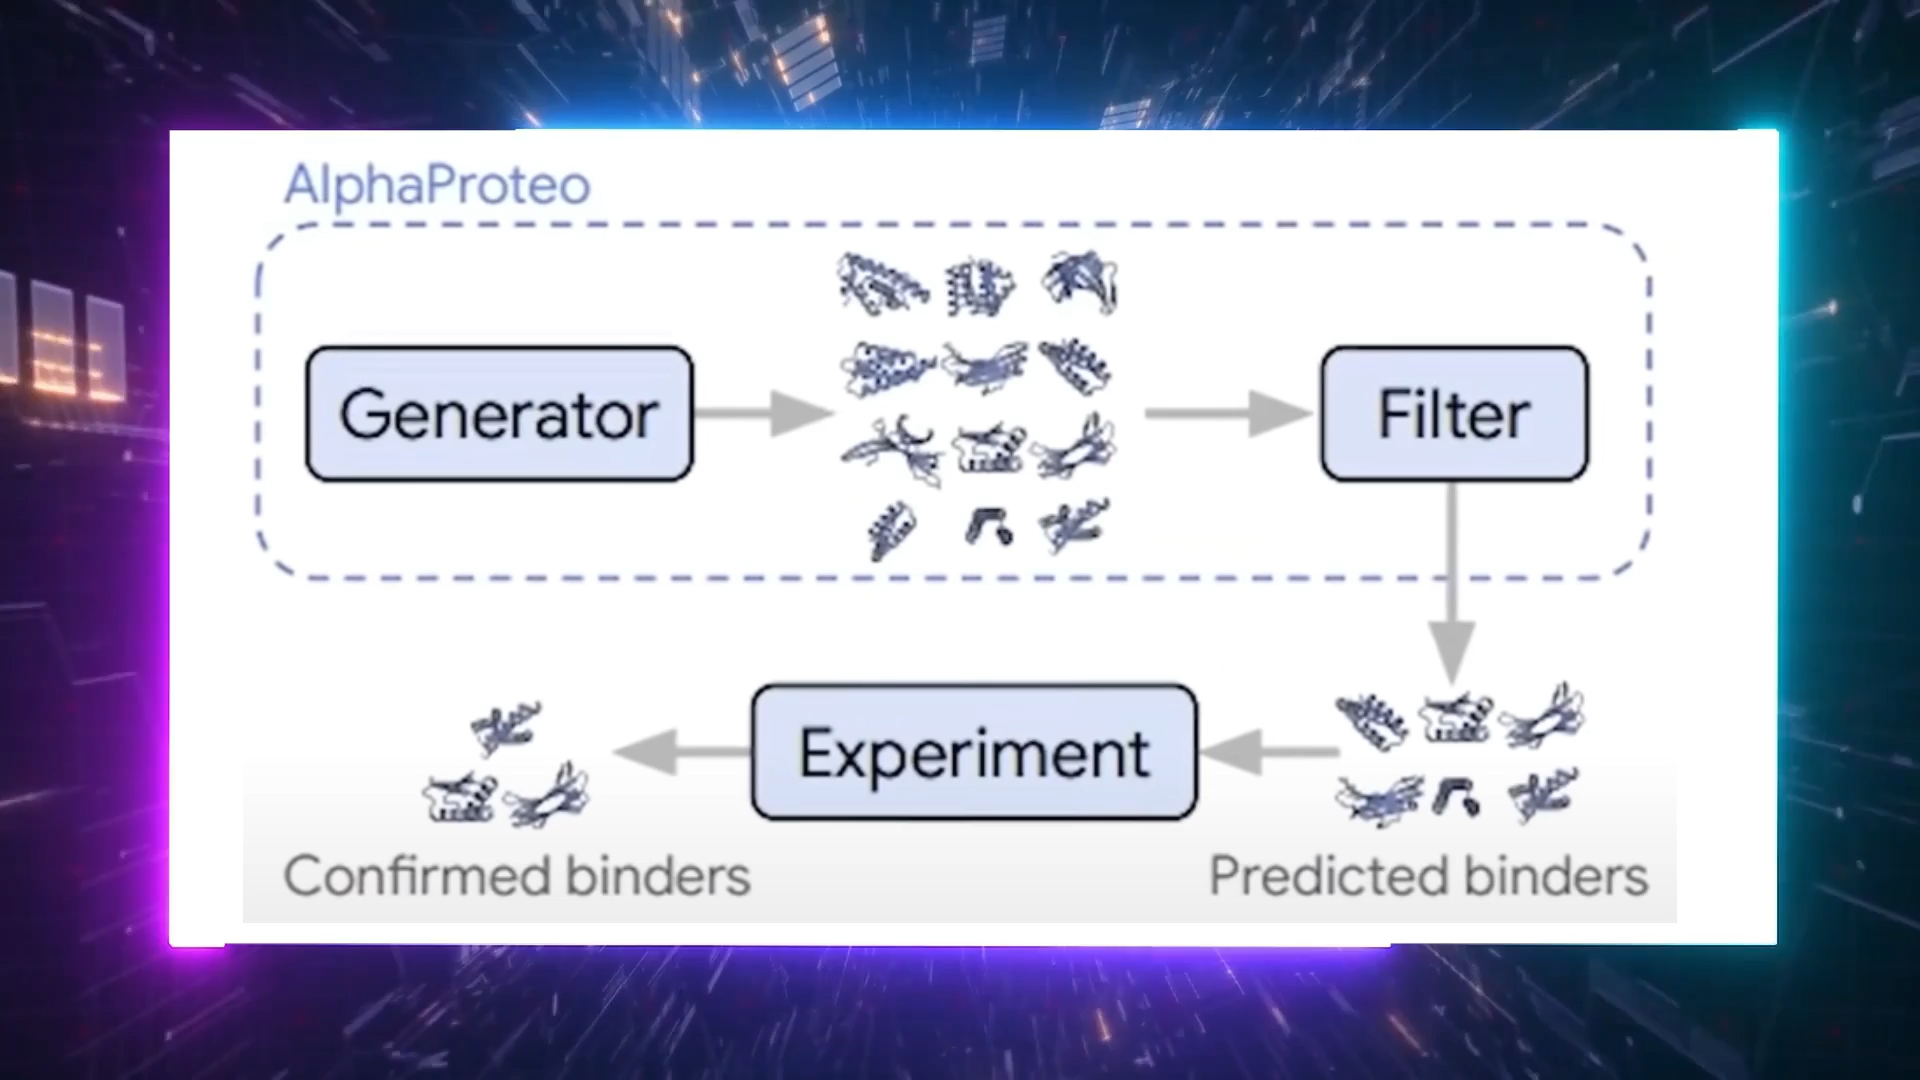 AlphaProteo
Generator
Filter
Experiment
Confirmed binders
Predicted binders